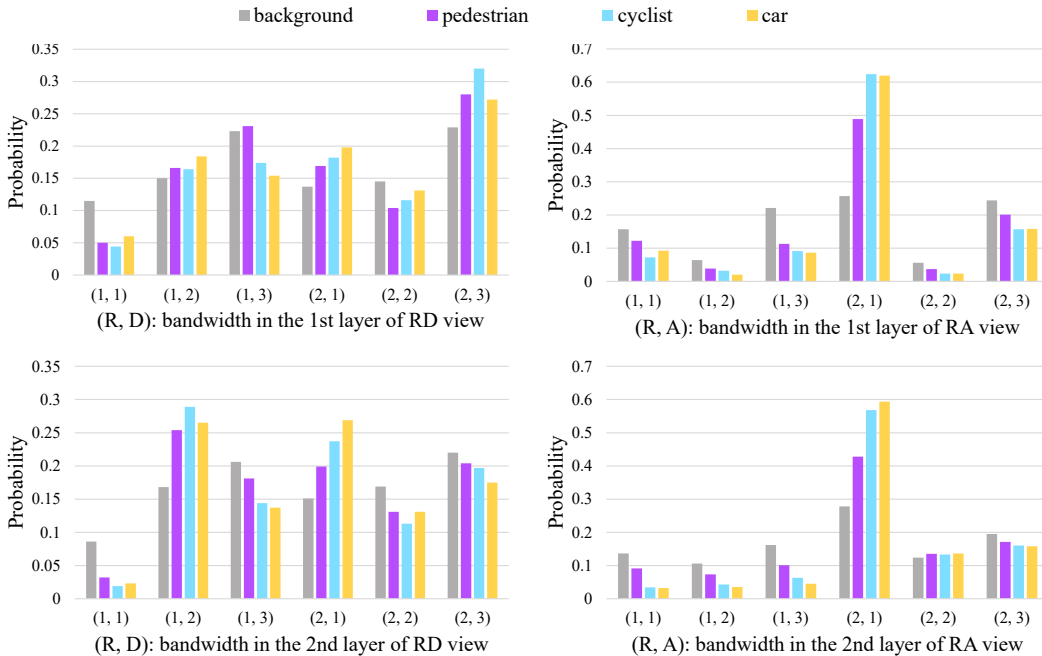 background pedestrian cyclist car
0.35
0.3
0.25
0.2
0.15
0.1
0.05
0
Probability
(1, 1) (1, 2) (1, 3) (2, 1) (2, 2) (2, 3)
(R, D): bandwidth in the 1st layer of RD view
0.7
0.6
0.5
0.4
0.3
0.2
0.1
0
Probability
(1, 1) (1, 2) (1, 3) (2, 1) (2, 2) (2, 3)
(R, A): bandwidth in the 1st layer of RA view
0.35
0.3
0.25
0.2
0.15
0.1
0.05
0
Probability
(1, 1) (1, 2) (1, 3) (2, 1) (2, 2) (2, 3)
(R, D): bandwidth in the 2nd layer of RD view
0.7
0.6
0.5
0.4
0.3
0.2
0.1
0
Probability
(1, 1) (1, 2) (1, 3) (2, 1) (2, 2) (2, 3)
(R, A): bandwidth in the 2nd layer of RA view